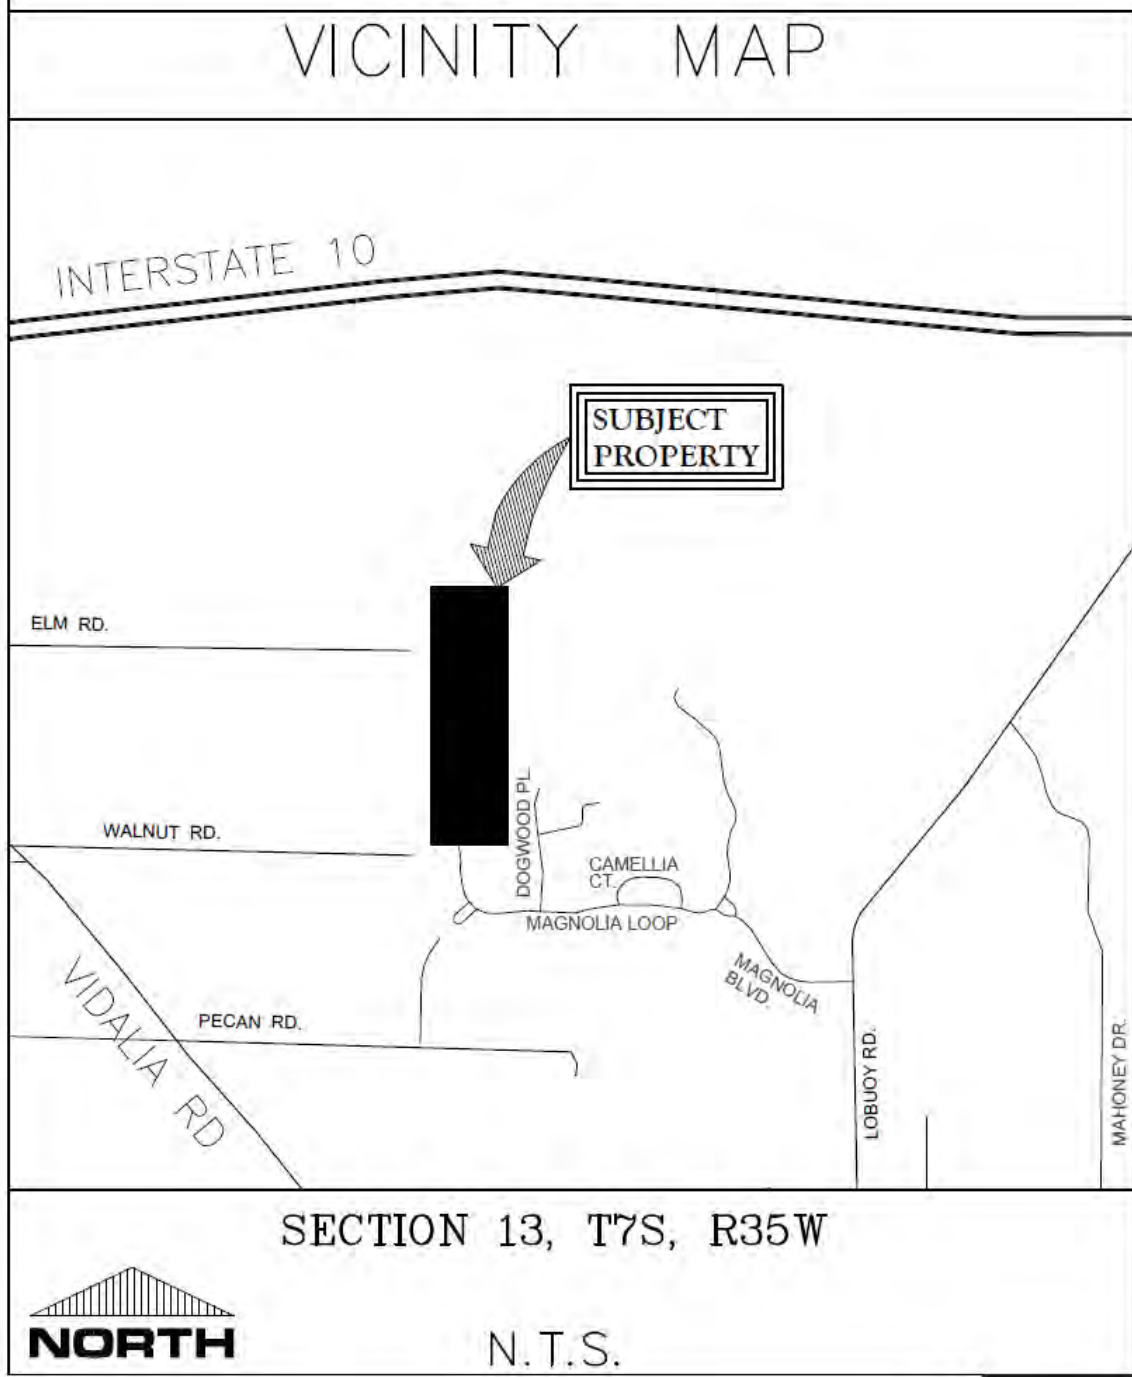 VICINITY MAP
INTERSTATE 10
SUBJECT
PROPERTY
ELM RD.
WALNUT RD.
DOGWOOD PL.
CAMELLIA
CT.
MAGNOLIA LOOP
MAGNOLIA
BLVD.
VIDALIA RD
PECAN RD.
LOBUOY RD.
MAHONEY DR.
SECTION 13, T7S, R35W
NORTH
N.T.S.